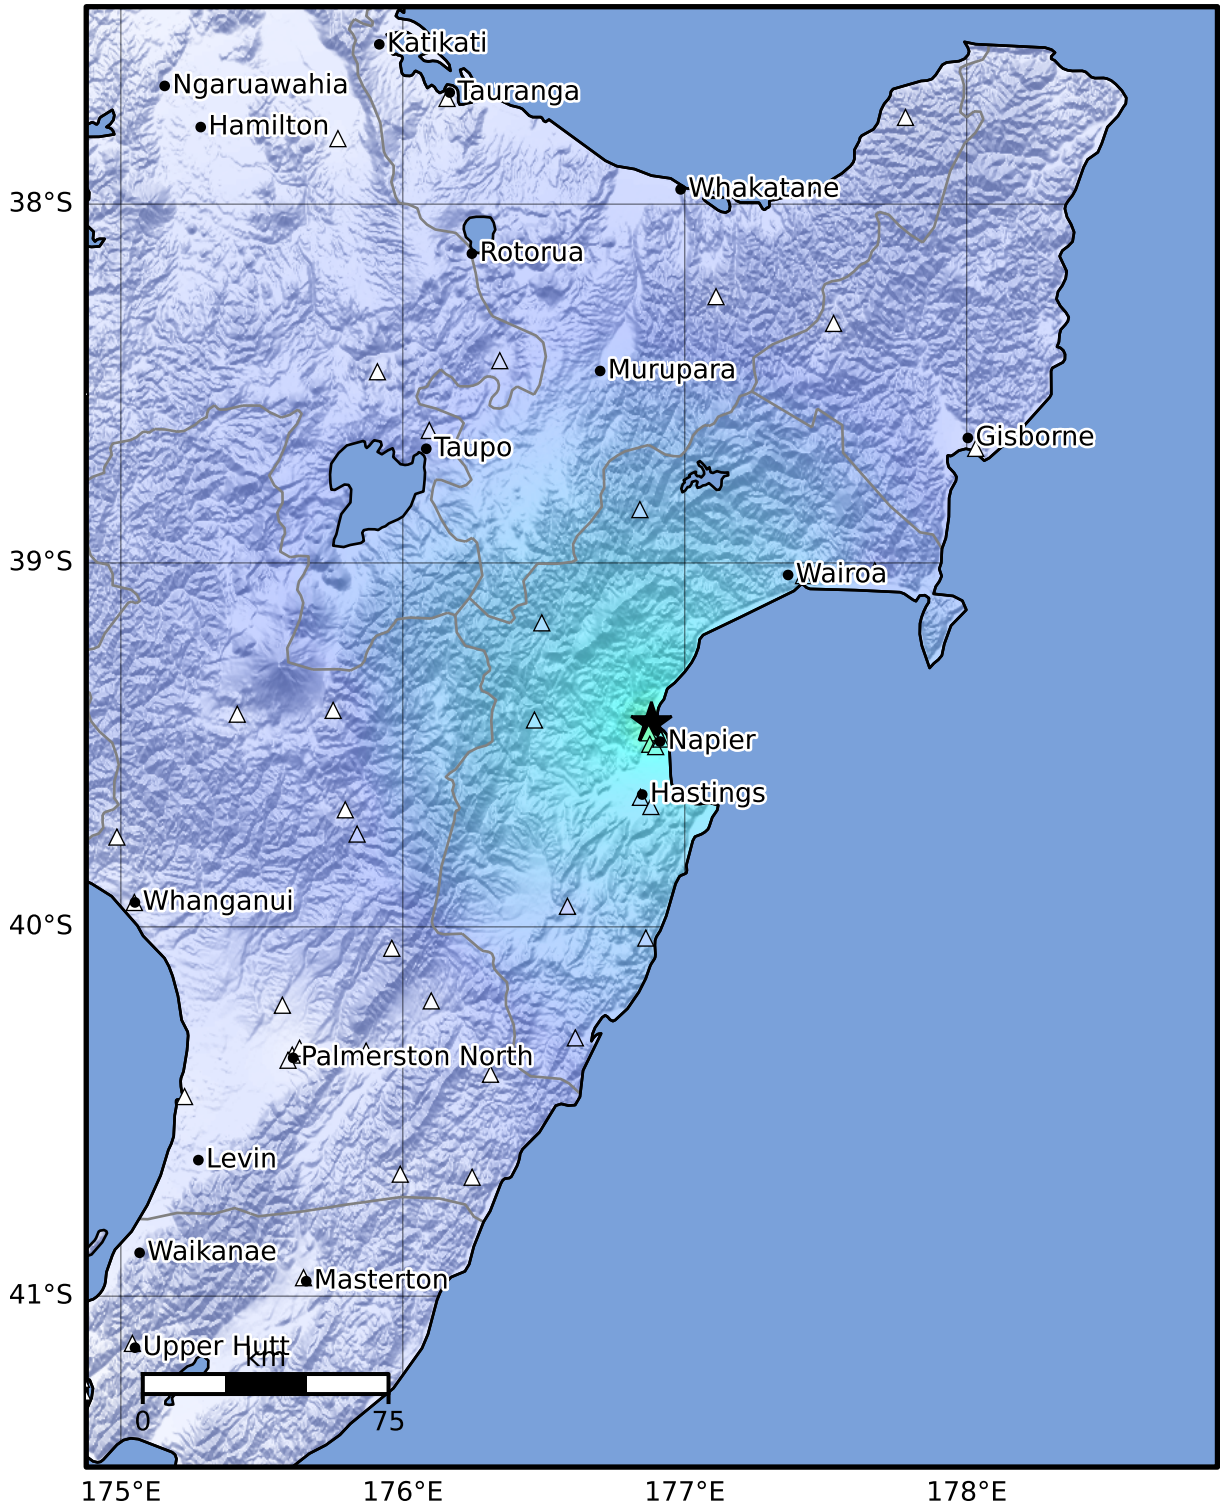 Katikati
Ngaruawahia
Tauranga
Hamilton
Whakatane
38°S
Rotorua
Murupara
Gisborne
Taupo
39°S
Wairoa
Napier
Hastings
Whanganui
40°S
Palmerston North
Levin
Waikanae
Masterton
41°S
Upper Hutt
km
0 75
175°E 176°E 177°E 178°E